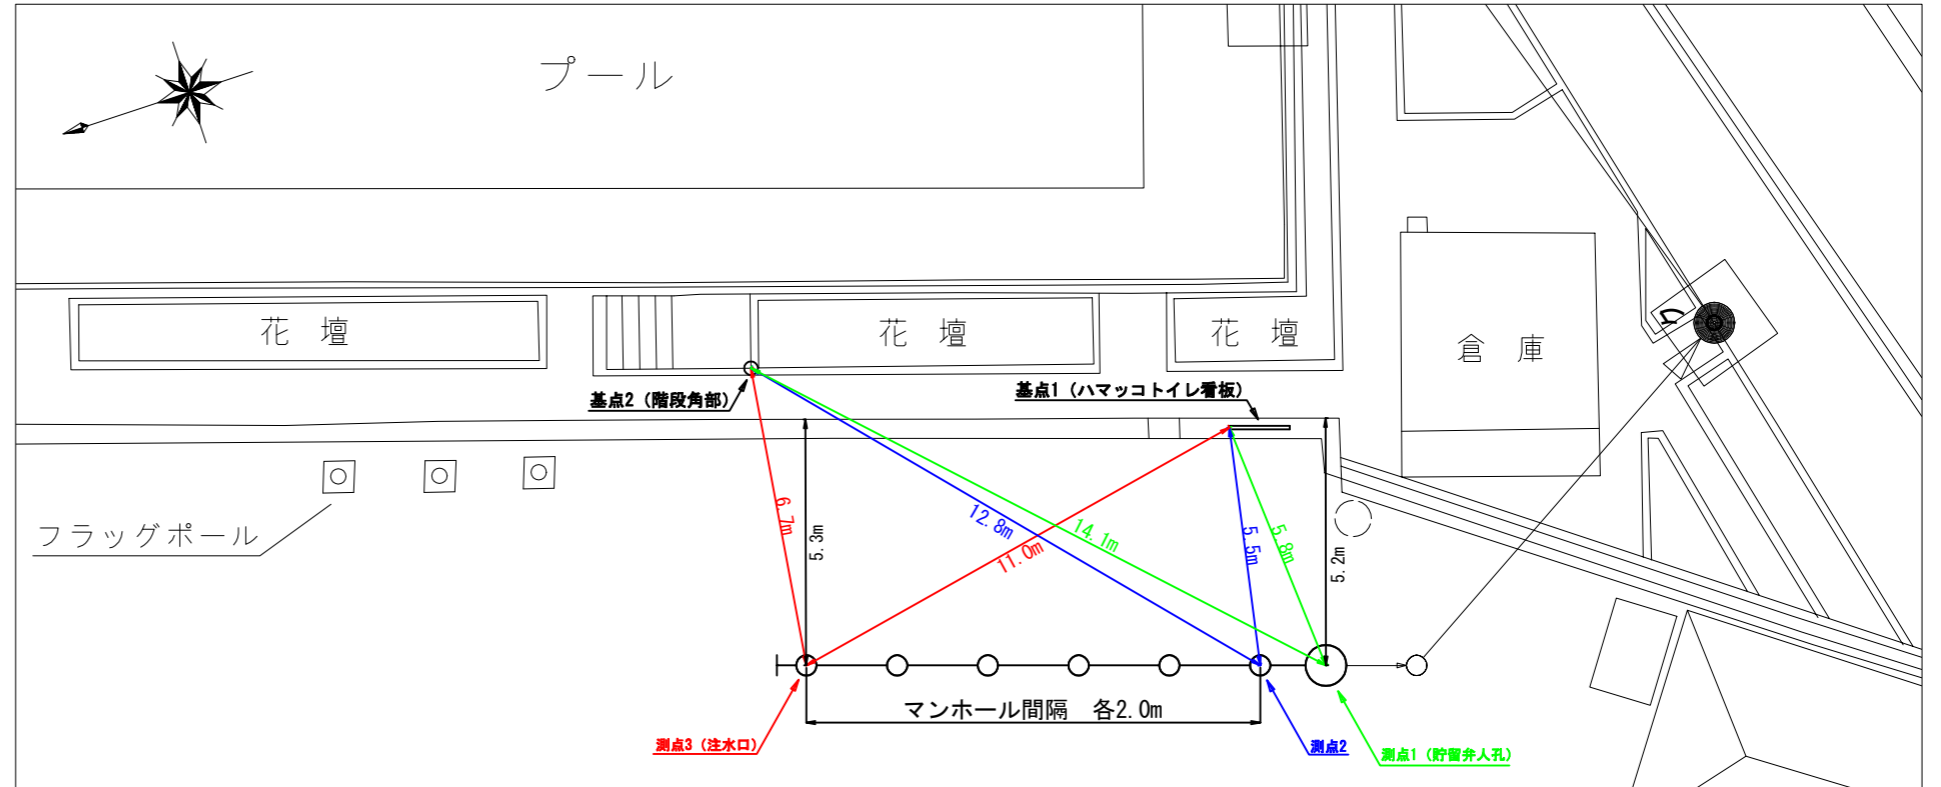 プール
花 壇
花 壇
花 壇
倉 庫
基点2（階段角部）
基点1（ハマッコトイレ看板）
フラッグポール
6.7m
5.3m
12.8m
14.1m
11.0m
5.5m
5.8m
5.2m
マンホール間隔　各2.0m
測点3（注水口）
測点2
測点1（貯留弁人孔）